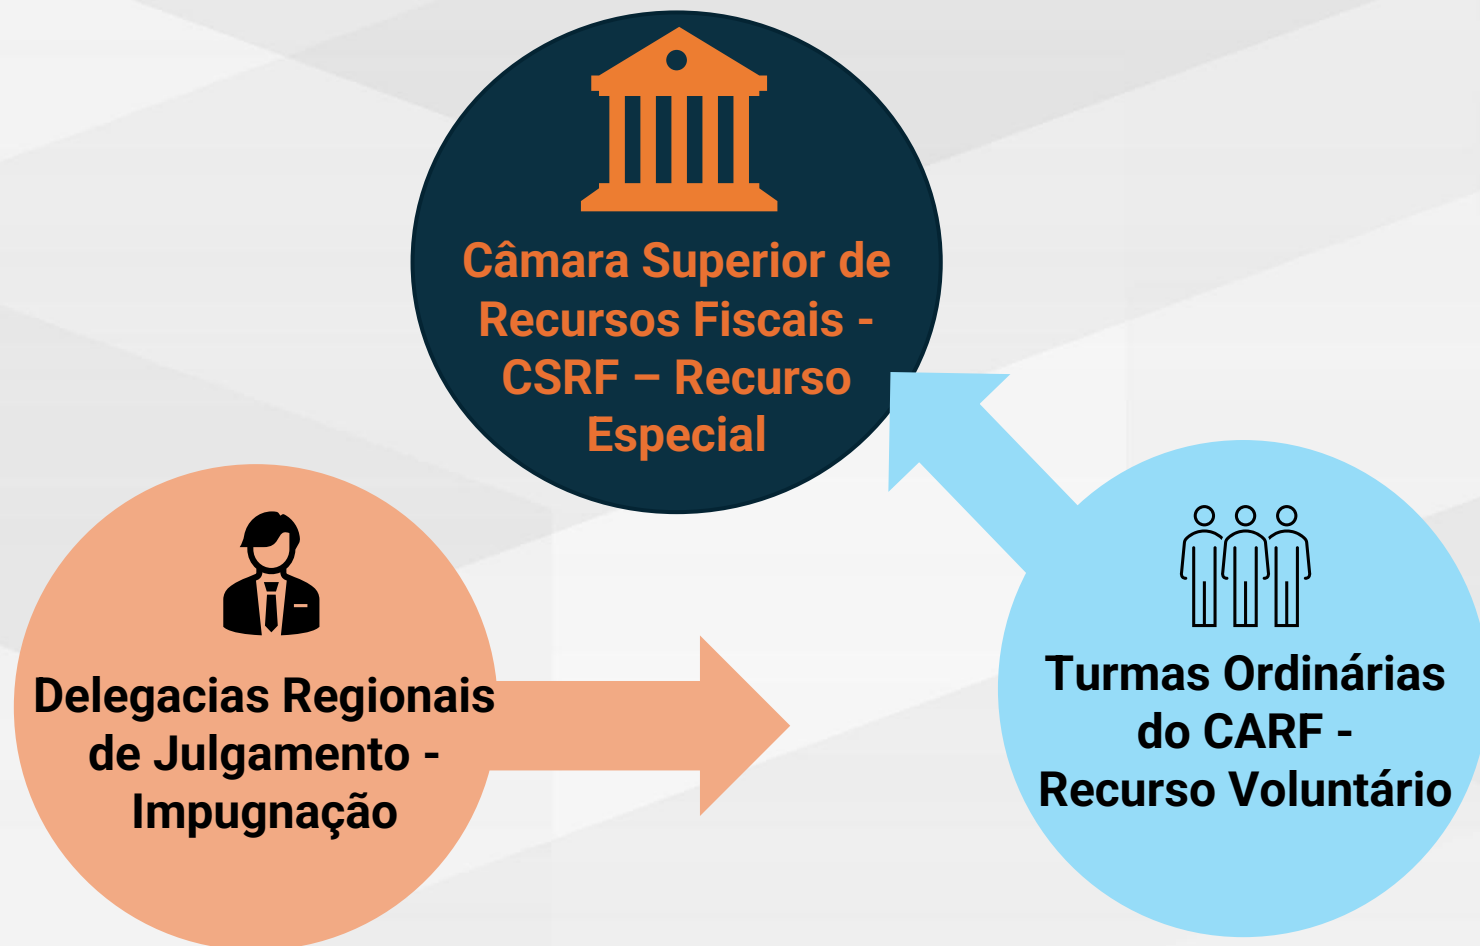 Câmara Superior de
Recursos Fiscais -
CSRF – Recurso
Especial
Delegacias Regionais
de Julgamento -
Impugnação
Turmas Ordinárias
do CARF -
Recurso Voluntário